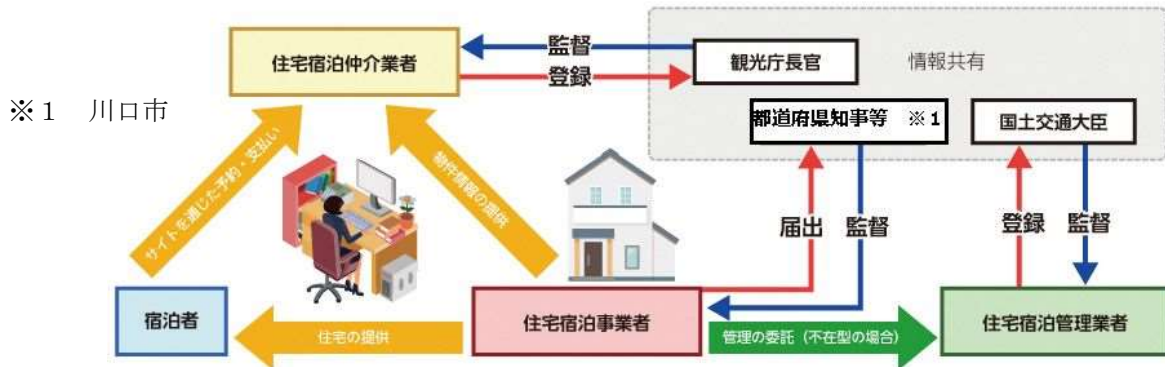 住宅宿泊仲介業者
監督
登録
観光庁長官
情報共有
※１　川口市
都道府県知事等　※１
国土交通大臣
サイトを通じた予約・支払い
物件情報の提供
届出
監督
登録
監督
宿泊者
住宅の提供
住宅宿泊事業者
管理の委託（不在型の場合）
住宅宿泊管理業者